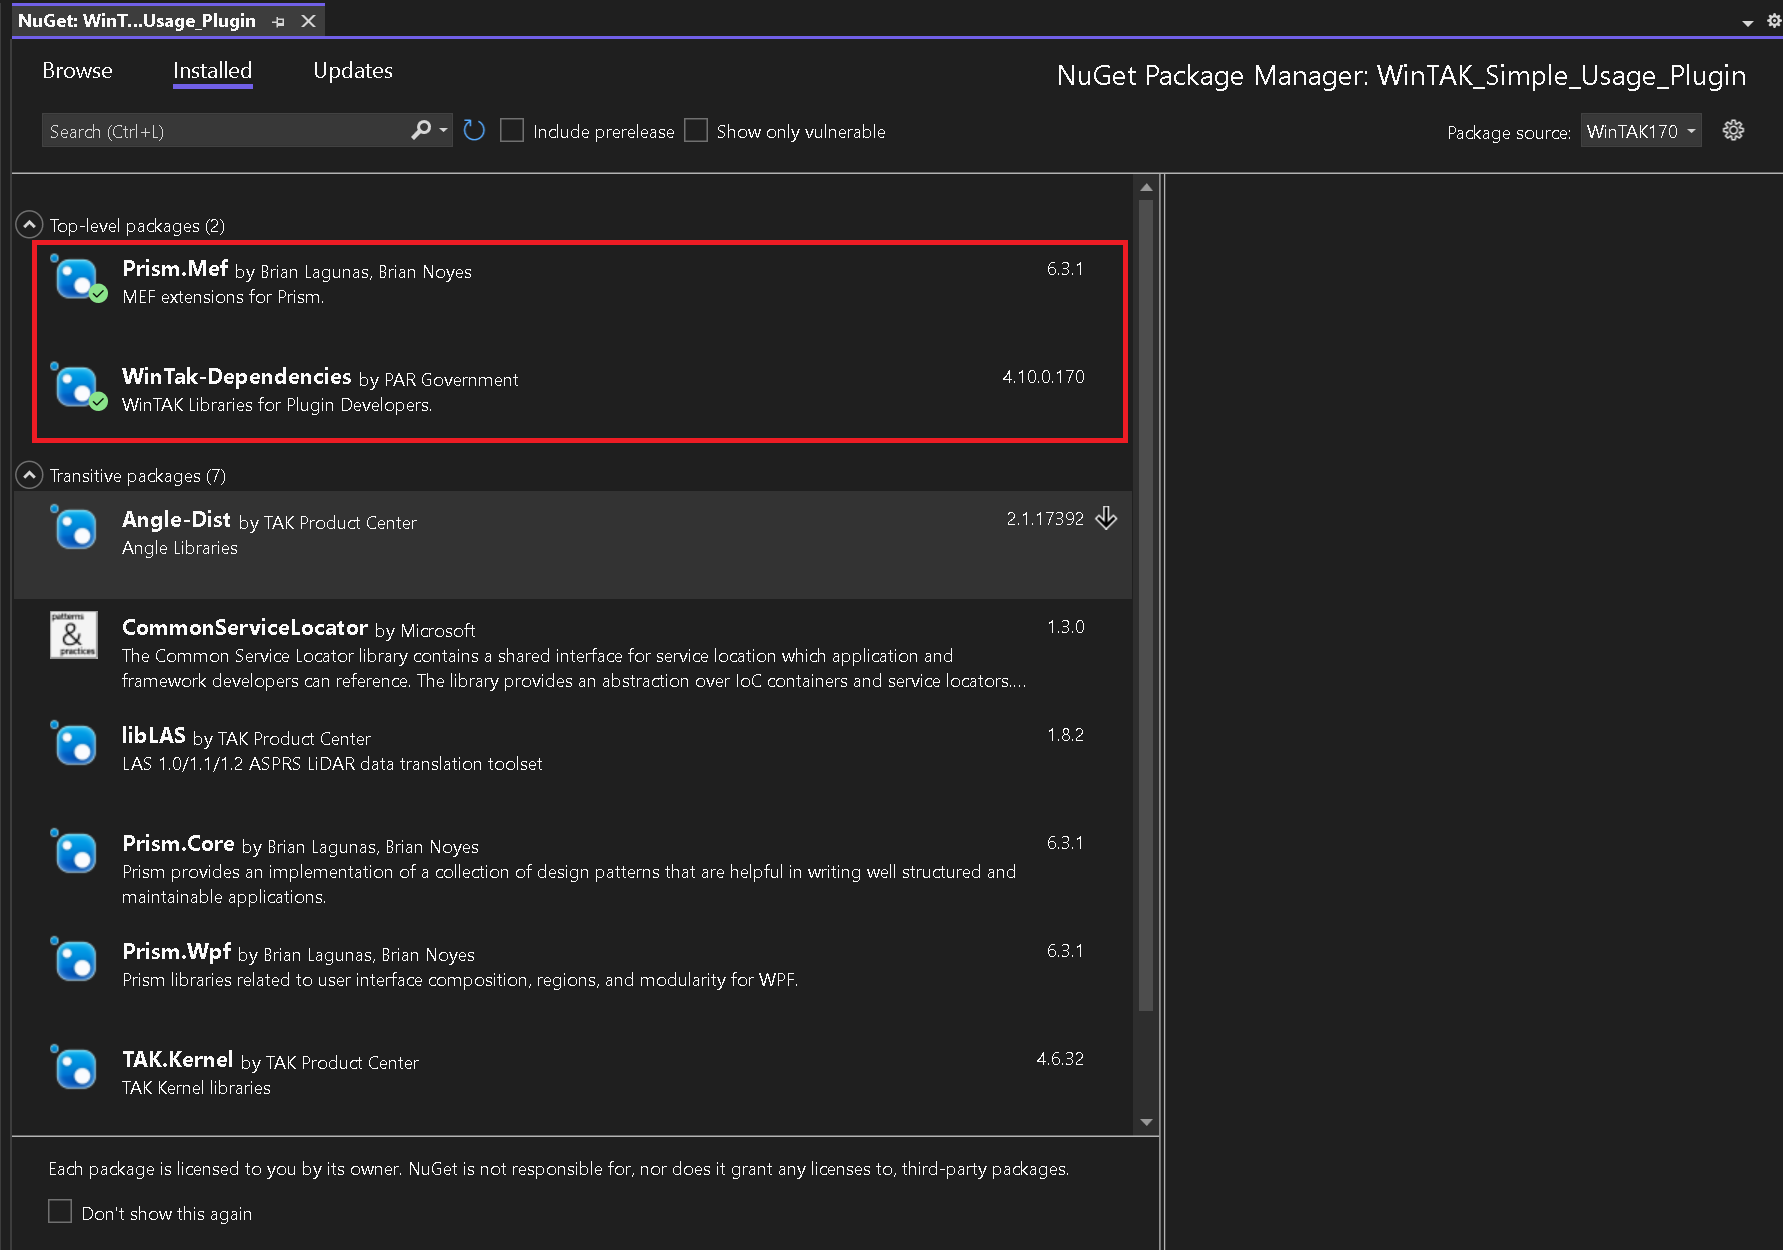 NuGet: WinT...Usage_Plugin
Browse Installed Updates
NuGet Package Manager: WinTAK_Simple_Usage_Plugin
Search (Ctrl+L) Include prerelease Show only vulnerable Package source: WinTAK170
Top-level packages (2)
Prism.Mef by Brian Lagunas, Brian Noyes 6.3.1
MEF extensions for Prism.
WinTak-Dependencies by PAR Government 4.10.0.170
WinTAK Libraries for Plugin Developers.
Transitive packages (7)
Angle-Dist by TAK Product Center 2.1.17392
Angle Libraries
patterns
&
practices
CommonServiceLocator by Microsoft 1.3.0
The Common Service Locator library contains a shared interface for service location which application and
framework developers can reference. The library provides an abstraction over IoC containers and service locators....
libLAS by TAK Product Center 1.8.2
LAS 1.0/1.1/1.2 ASPRS LiDAR data translation toolset
Prism.Core by Brian Lagunas, Brian Noyes 6.3.1
Prism provides an implementation of a collection of design patterns that are helpful in writing well structured and
maintainable applications.
Prism.Wpf by Brian Lagunas, Brian Noyes 6.3.1
Prism libraries related to user interface composition, regions, and modularity for WPF.
TAK.Kernel by TAK Product Center 4.6.32
TAK Kernel libraries
Each package is licensed to you by its owner. NuGet is not responsible for, nor does it grant any licenses to, third-party packages.
Don't show this again